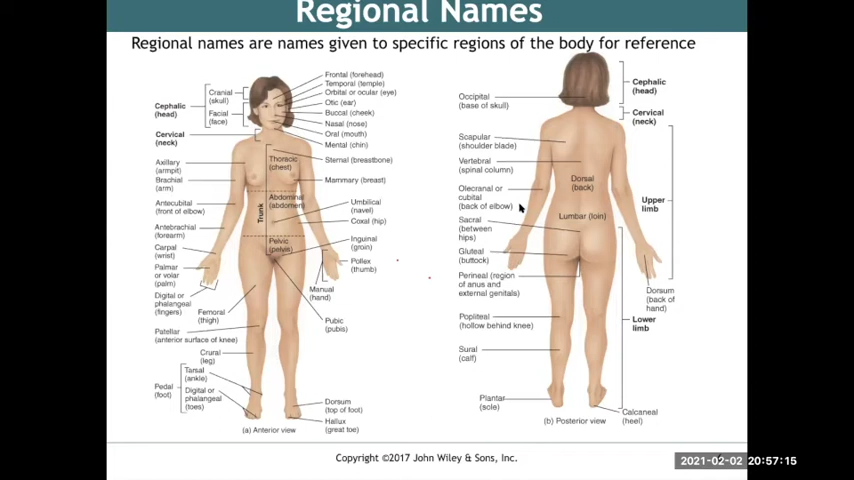 Regional Names
Regional names are names given to specific regions of the body for reference
Cephalic
(head)
Cranial
(skull)
Facial
(face)
Cervical
(neck)
Axillary
(armpit)
Brachial
(arm)
Antecubital
(front of elbow)
Antebrachial
(forearm)
Carpal
(wrist)
Palmar
or volar
(palm)
Digital or
phalangeal
(fingers)
Femoral
(thigh)
Patellar
(anterior surface of knee)
Crural
(leg)
Pedal
(foot)
Tarsal
(ankle)
Digital or
phalangeal
(toes)
Thoracic
(chest)
Abdominal
(abdomen)
Trunk
Pelvic
(pelvis)
Frontal (forehead)
Temporal (temple)
Orbital or ocular (eye)
Otic (ear)
Buccal (cheek)
Nasal (nose)
Oral (mouth)
Mental (chin)
Sternal (breastbone)
Mammary (breast)
Umbilical
(navel)
Coxal (hip)
Inguinal
(groin)
Pollex
(thumb)
Manual
(hand)
Pubic
(pubis)
Dorsum
(top of foot)
Hallux
(great toe)
(a) Anterior view
Occipital
(base of skull)
Scapular
(shoulder blade)
Vertebral
(spinal column)
Olecranal or
cubital
(back of elbow)
Sacral
(between
hips)
Gluteal
(buttock)
Perineal (region
of anus and
external genitals)
Popliteal
(hollow behind knee)
Sural
(calf)
Plantar
(sole)
Dorsal
(back)
Lumbar (loin)
Cephalic
(head)
Cervical
(neck)
Upper
limb
Dorsum
(back of
hand)
Lower
limb
Calcaneal
(heel)
(b) Posterior view
Copyright ©2017 John Wiley & Sons, Inc.
2021-02-02 20:57:15